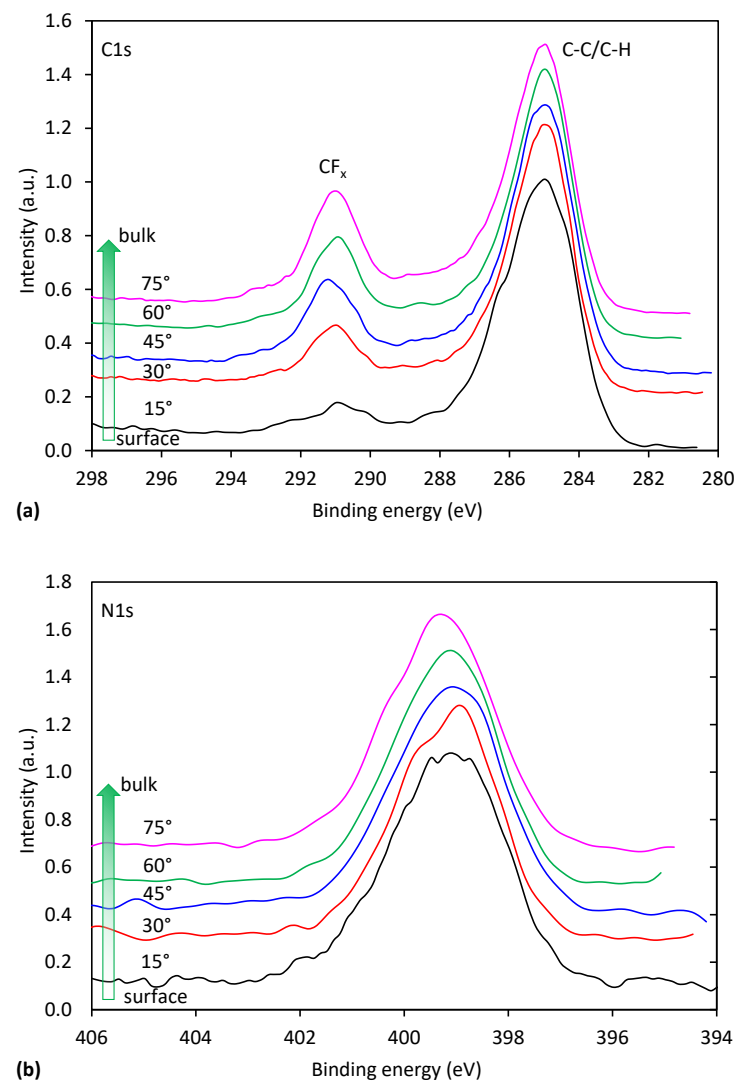 1.6
C1s
C-C/C-H
1.4
1.2
CFₓ
1.0
Intensity (a.u.)
0.8
bulk
75°
0.6
60°
0.4
45°
30°
0.2
15°
surface
0.0
298 296 294 292 290 288 286 284 282 280
(a)
Binding energy (eV)
1.8
N1s
1.6
1.4
1.2
1.0
Intensity (a.u.)
bulk
0.8
75°
0.6
60°
45°
0.4
30°
0.2
15°
surface
0.0
406 404 402 400 398 396 394
(b)
Binding energy (eV)